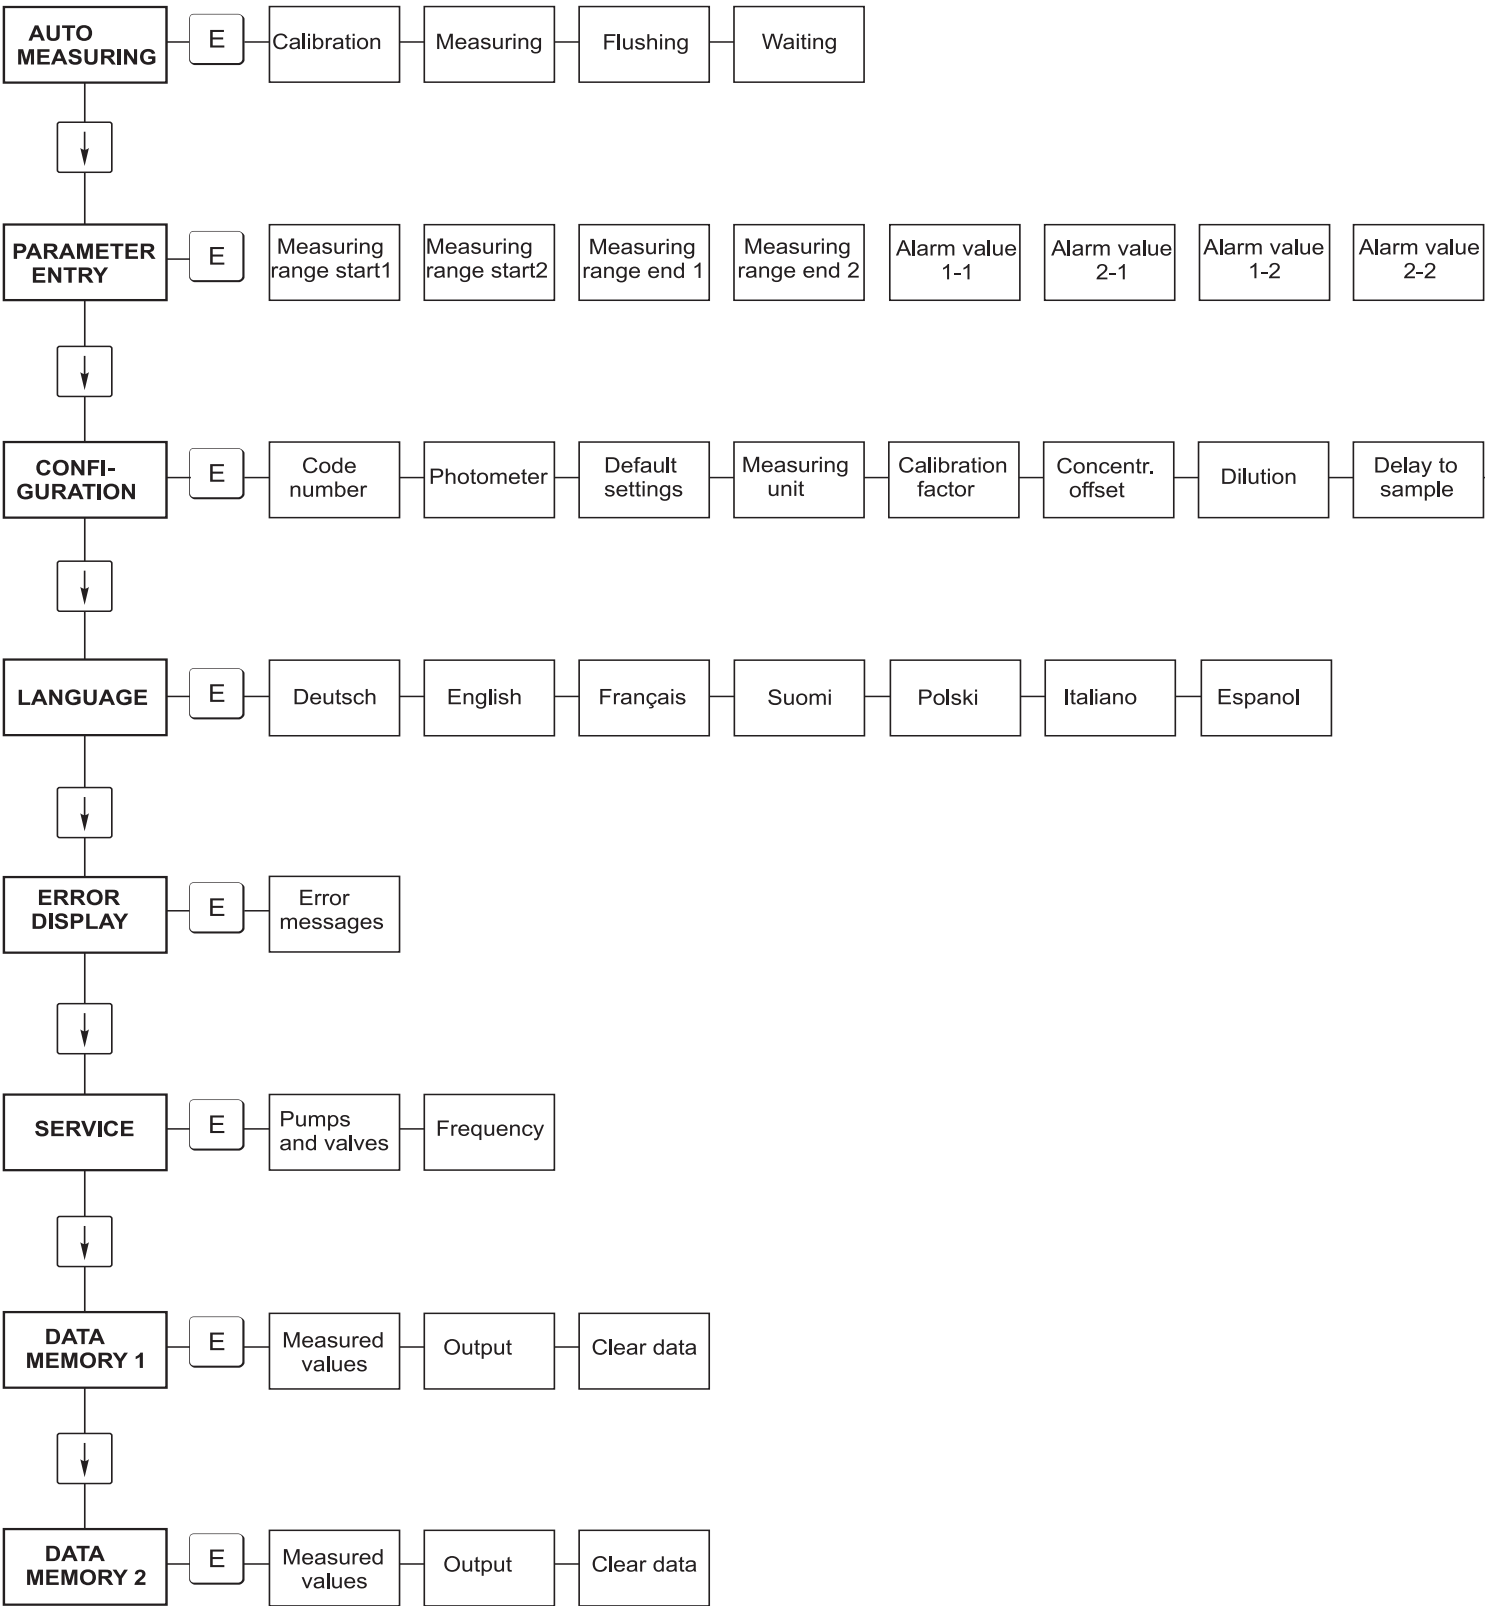 AUTO
MEASURING
E
Calibration
Measuring
Flushing
Waiting
PARAMETER
ENTRY
E
Measuring
range start1
Measuring
range start2
Measuring
range end 1
Measuring
range end 2
Alarm value
1-1
Alarm value
2-1
Alarm value
1-2
Alarm value
2-2
CONFI-
GURATION
E
Code
number
Photometer
Default
settings
Measuring
unit
Calibration
factor
Concentr.
offset
Dilution
Delay to
sample
LANGUAGE
E
Deutsch
English
Français
Suomi
Polski
Italiano
Espanol
ERROR
DISPLAY
E
Error
messages
SERVICE
E
Pumps
and valves
Frequency
DATA
MEMORY 1
E
Measured
values
Output
Clear data
DATA
MEMORY 2
E
Measured
values
Output
Clear data